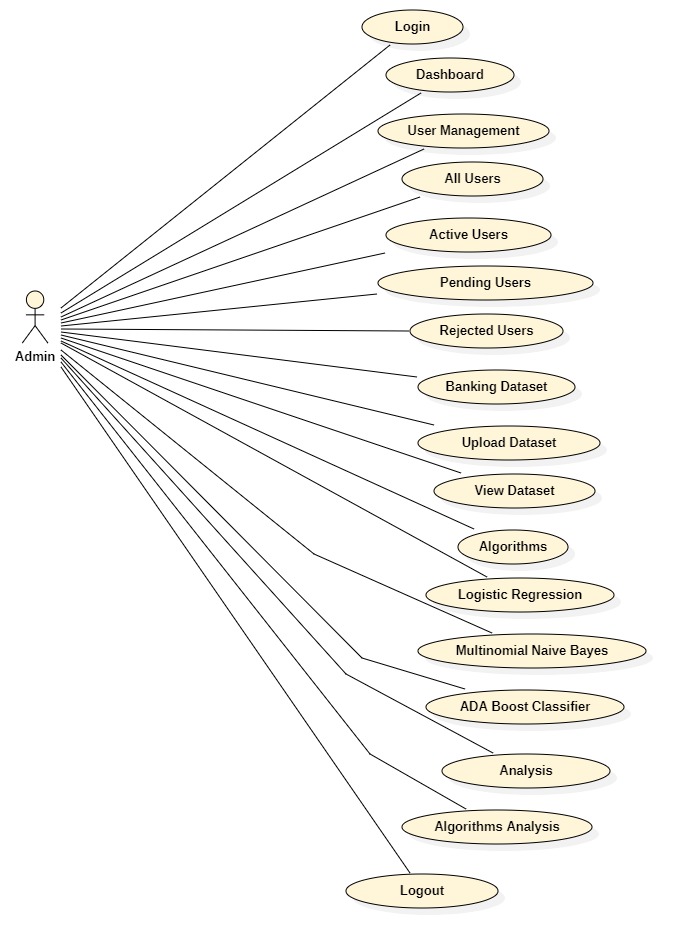 Login
Dashboard
User Management
All Users
Active Users
Pending Users
Rejected Users
Admin
Banking Dataset
Upload Dataset
View Dataset
Algorithms
Logistic Regression
Multinomial Naive Bayes
ADA Boost Classifier
Analysis
Algorithms Analysis
Logout